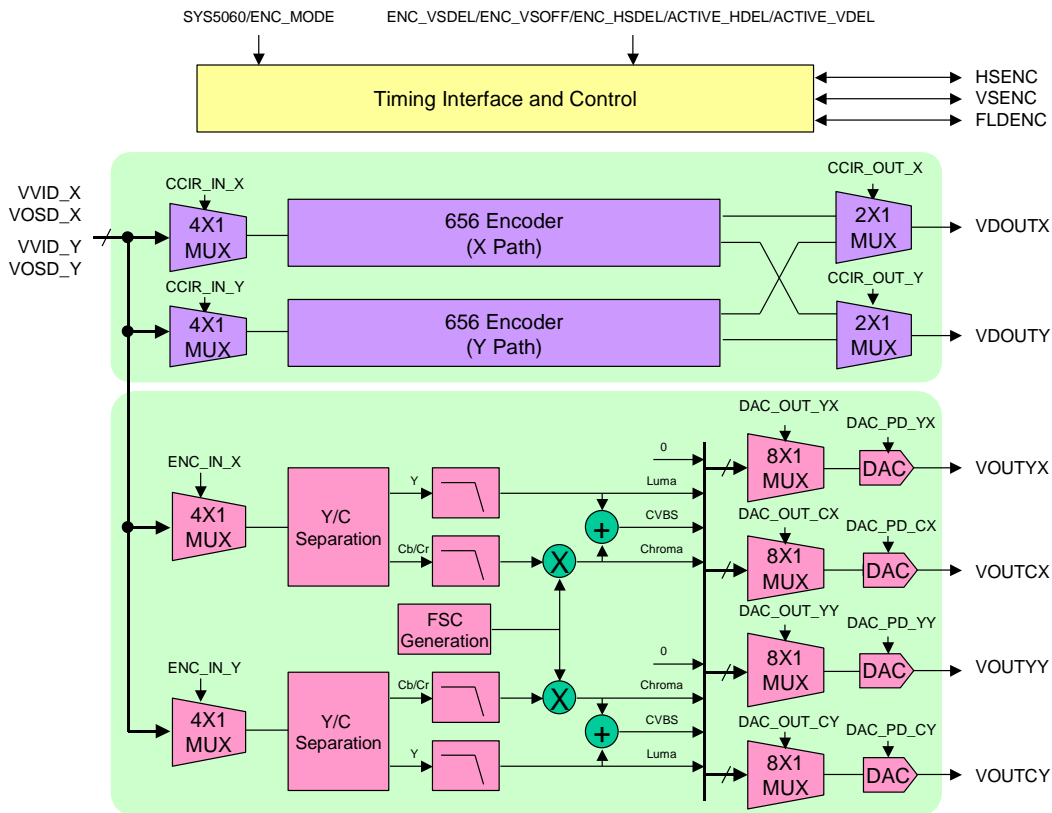 SYS5060/ENC_MODE
ENC_VSDEL/ENC_VSOFF/ENC_HSDEL/ACTIVE_HDEL/ACTIVE_VDEL
Timing Interface and Control
HSENC
VSENC
FLDENC
VVID_X
VOSD_X
VVID_Y
VOSD_Y
CCIR_IN_X
4X1
MUX
656 Encoder
(X Path)
CCIR_OUT_X
2X1
MUX
VDOUTX
CCIR_IN_Y
4X1
MUX
656 Encoder
(Y Path)
CCIR_OUT_Y
2X1
MUX
VDOUTY
ENC_IN_X
4X1
MUX
Y/C
Separation
Y
Cb/Cr
X
+
0
Luma
CVBS
Chroma
FSC
Generation
ENC_IN_Y
4X1
MUX
Y/C
Separation
Cb/Cr
Y
X
+
0
Chroma
CVBS
Luma
DAC_OUT_YX
8X1
MUX
DAC_PD_YX
DAC
VOUTYX
DAC_OUT_CX
8X1
MUX
DAC_PD_CX
DAC
VOUTCX
DAC_OUT_YY
8X1
MUX
DAC_PD_YY
DAC
VOUTYY
DAC_OUT_CY
8X1
MUX
DAC_PD_CY
DAC
VOUTCY